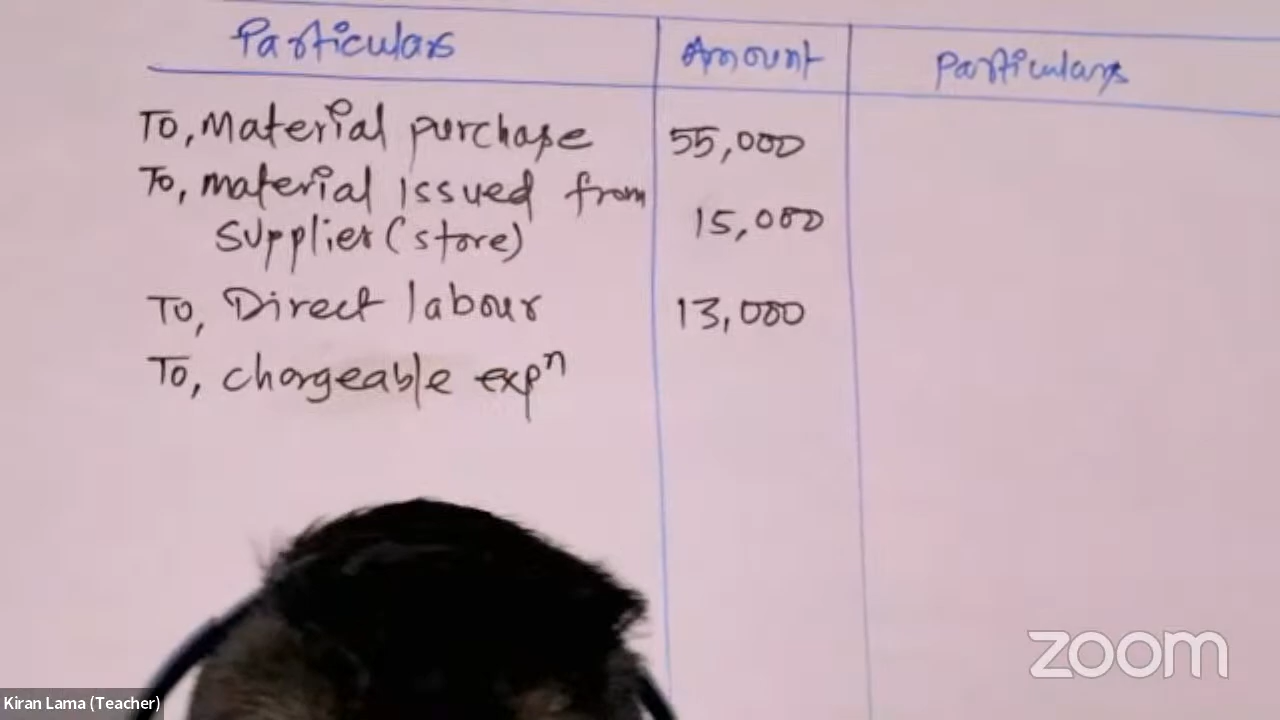 Particulars Amount Particulars
To, Material purchase 55,000
To, material issued from
supplier (store) 15,000
To, Direct labour 13,000
To, chargeable expⁿ
zoom
Kiran Lama (Teacher)